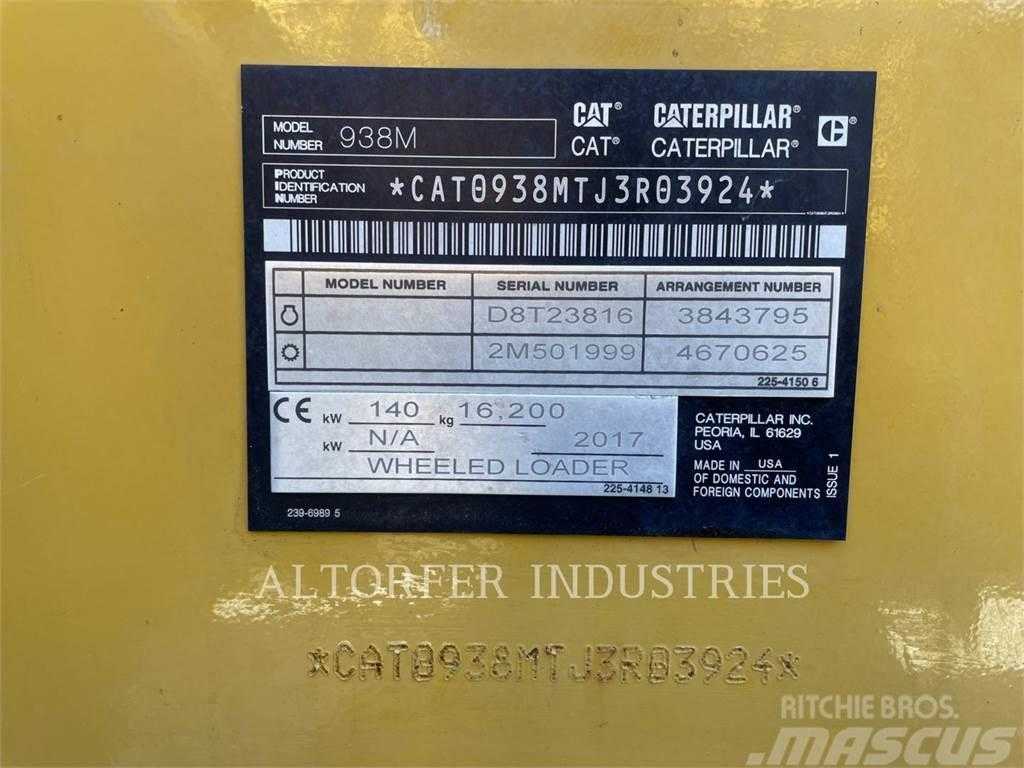 MODEL NUMBER 938M
CAT® CATERPILLAR®
CAT® CATERPILLAR®
PRODUCT IDENTIFICATION NUMBER *CAT0938MTJ3R03924*
MODEL NUMBER SERIAL NUMBER ARRANGEMENT NUMBER
D8T23816 3843795
2M501999 4670625
225-4150 6
CE kW 140 kg 16,200
kW N/A 2017
WHEELED LOADER
225-4148 13
CATERPILLAR INC.
PEORIA, IL 61629
USA
MADE IN USA
OF DOMESTIC AND
FOREIGN COMPONENTS
ISSUE 1
239-6989 5
ALTORFER INDUSTRIES
*CAT0938MTJ3R03924*
RITCHIE BROS.
MASCUS